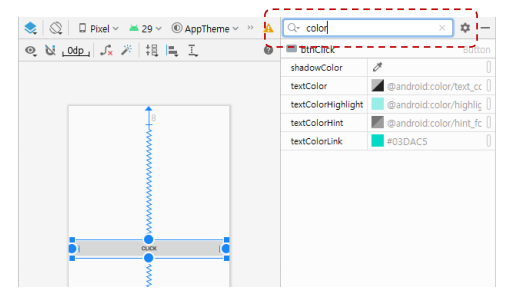 Pixel 29 AppTheme color
0dp btnClick Button
shadowColor
textColor @android:color/text_cc
textColorHighlight @android:color/highlig
textColorHint @android:color/hint_fc
textColorLink #03DAC5
8
CLICK